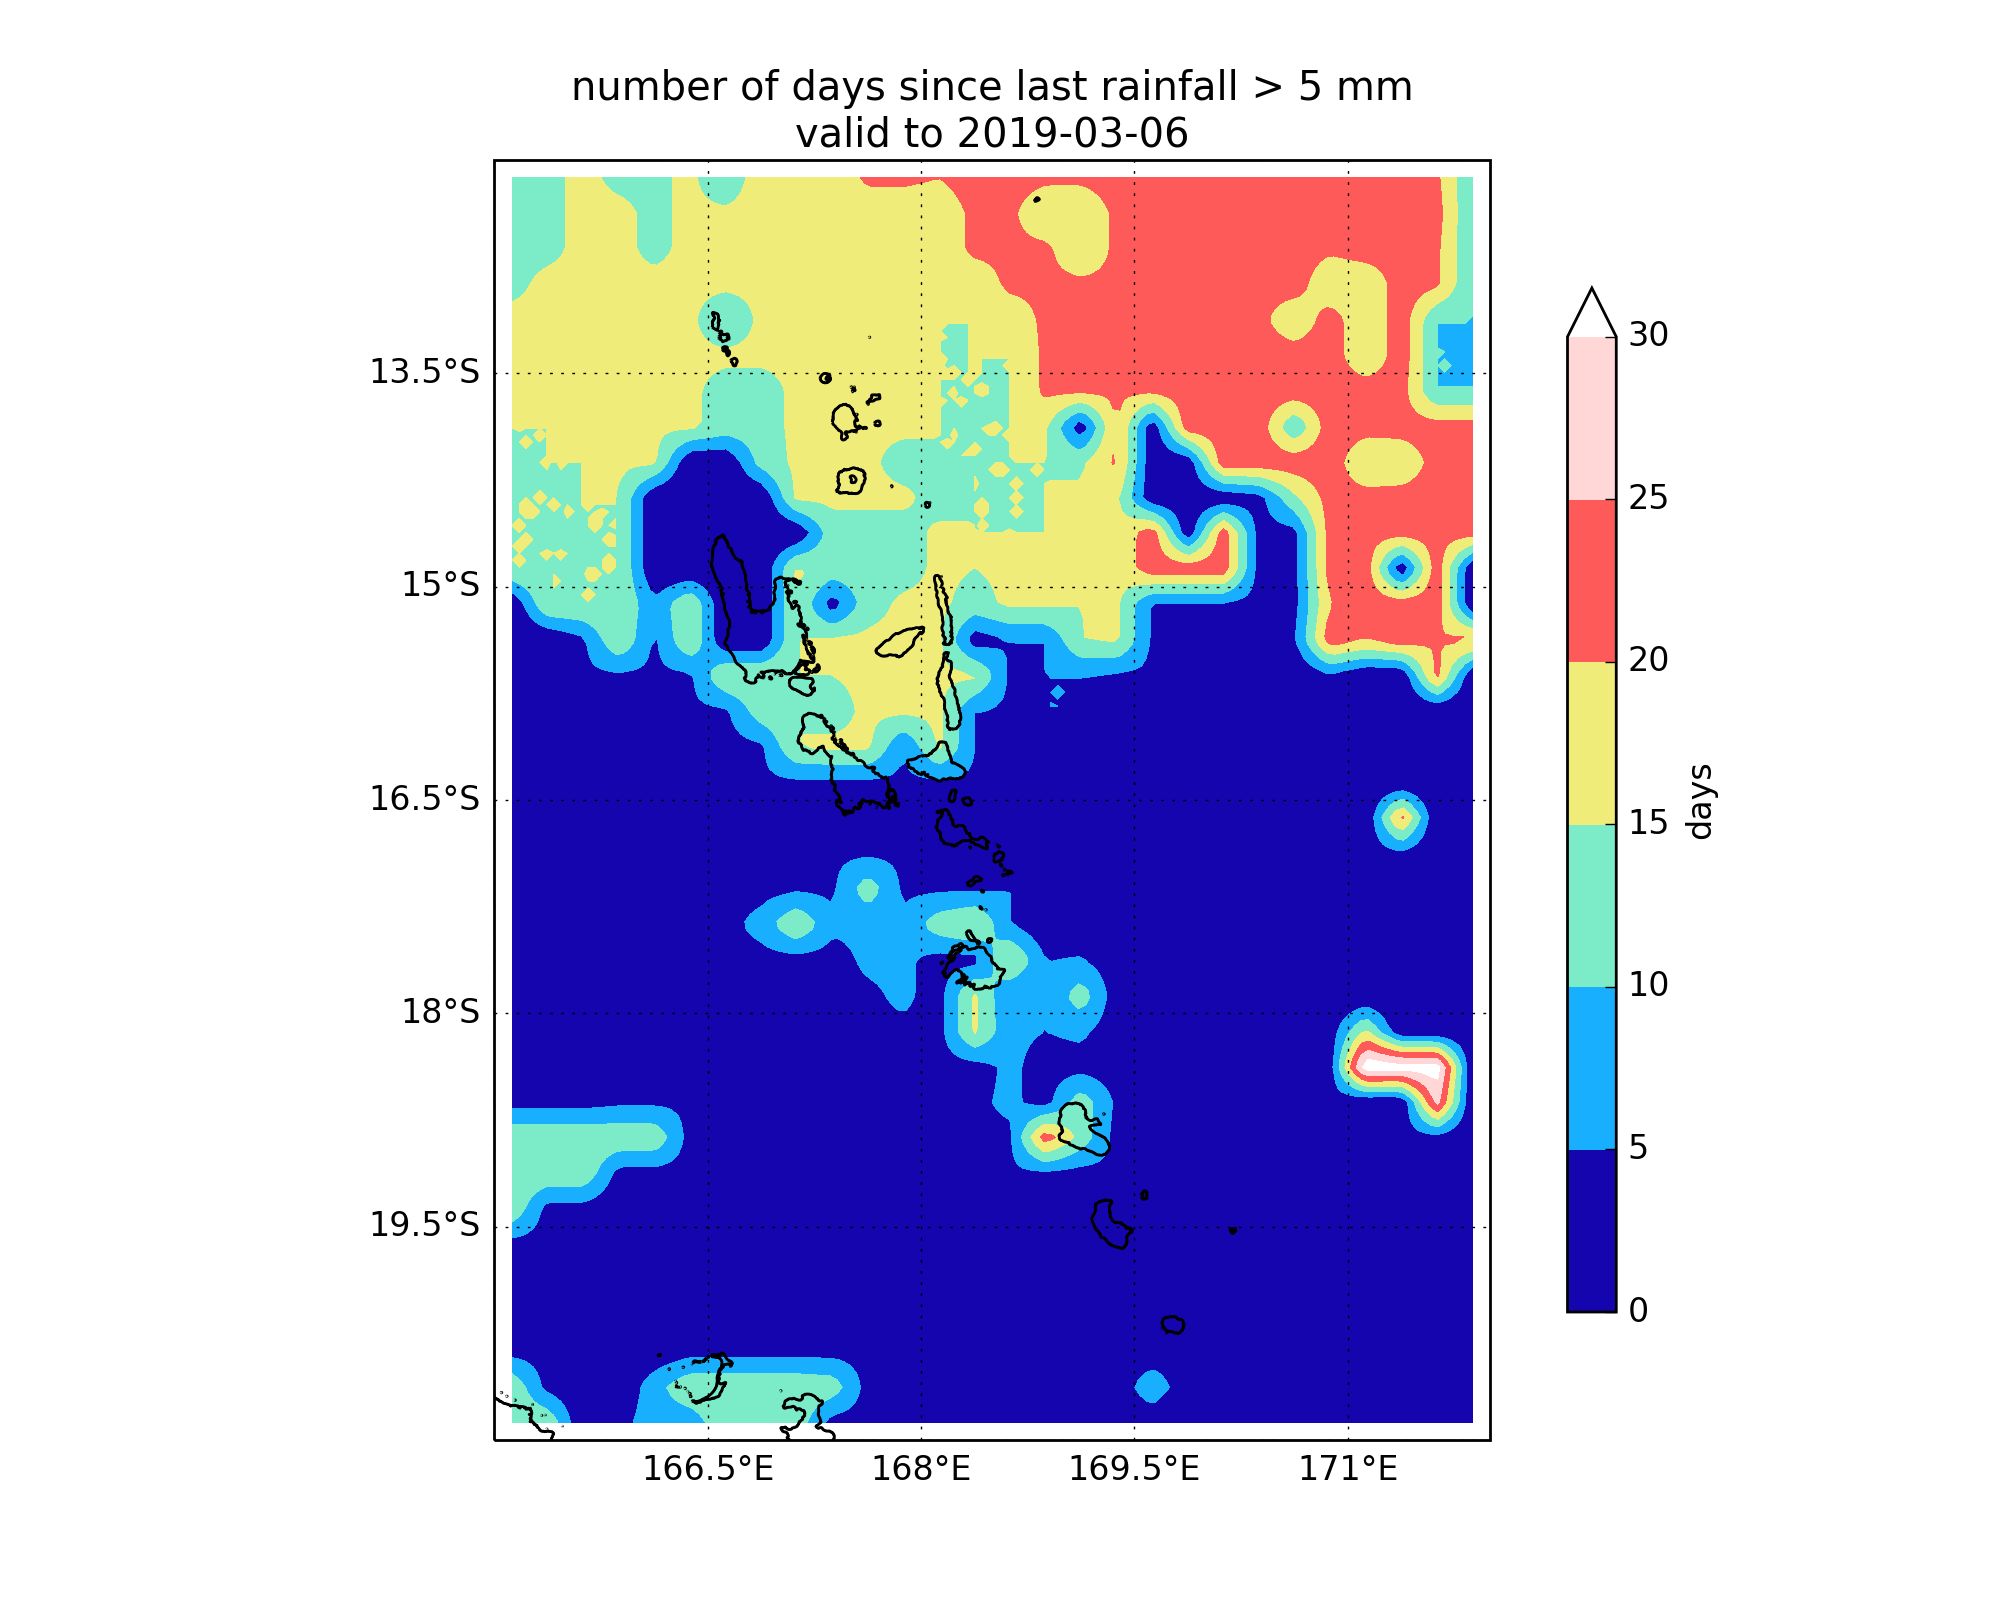 number of days since last rainfall > 5 mm
valid to 2019-03-06
13.5°S
15°S
16.5°S
18°S
19.5°S
166.5°E
168°E
169.5°E
171°E
30
25
20
15
10
5
0
days